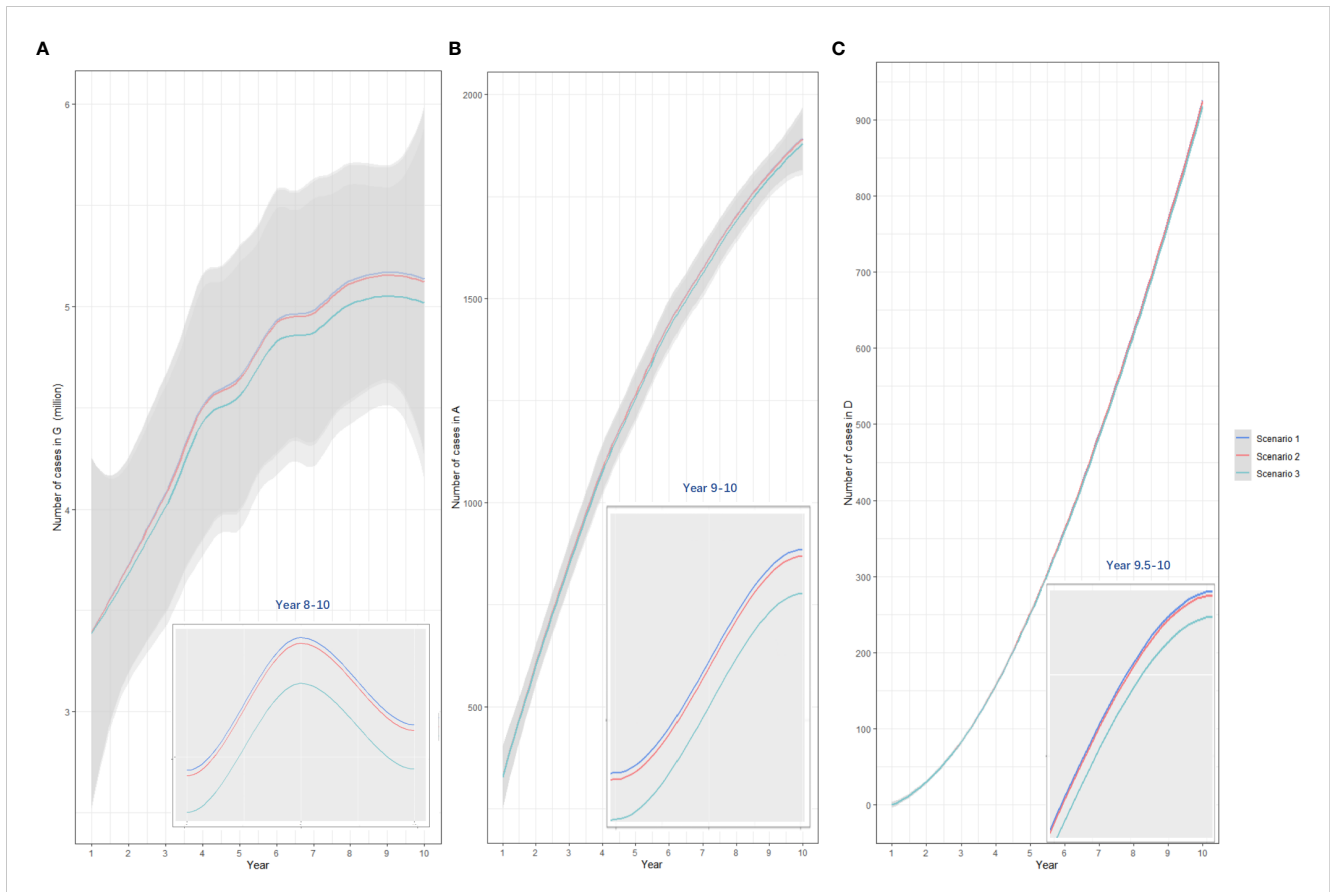 A
B
C
Number of cases in G (million)
6
5
4
3
Year 8-10
1 2 3 4 5 6 7 8 9 10
Year
Number of cases in A
2000
1500
1000
500
Year 9-10
1 2 3 4 5 6 7 8 9 10
Year
Number of cases in D
900
800
700
600
500
400
300
200
100
0
Year 9.5-10
1 2 3 4 5 6 7 8 9 10
Year
Scenario 1
Scenario 2
Scenario 3